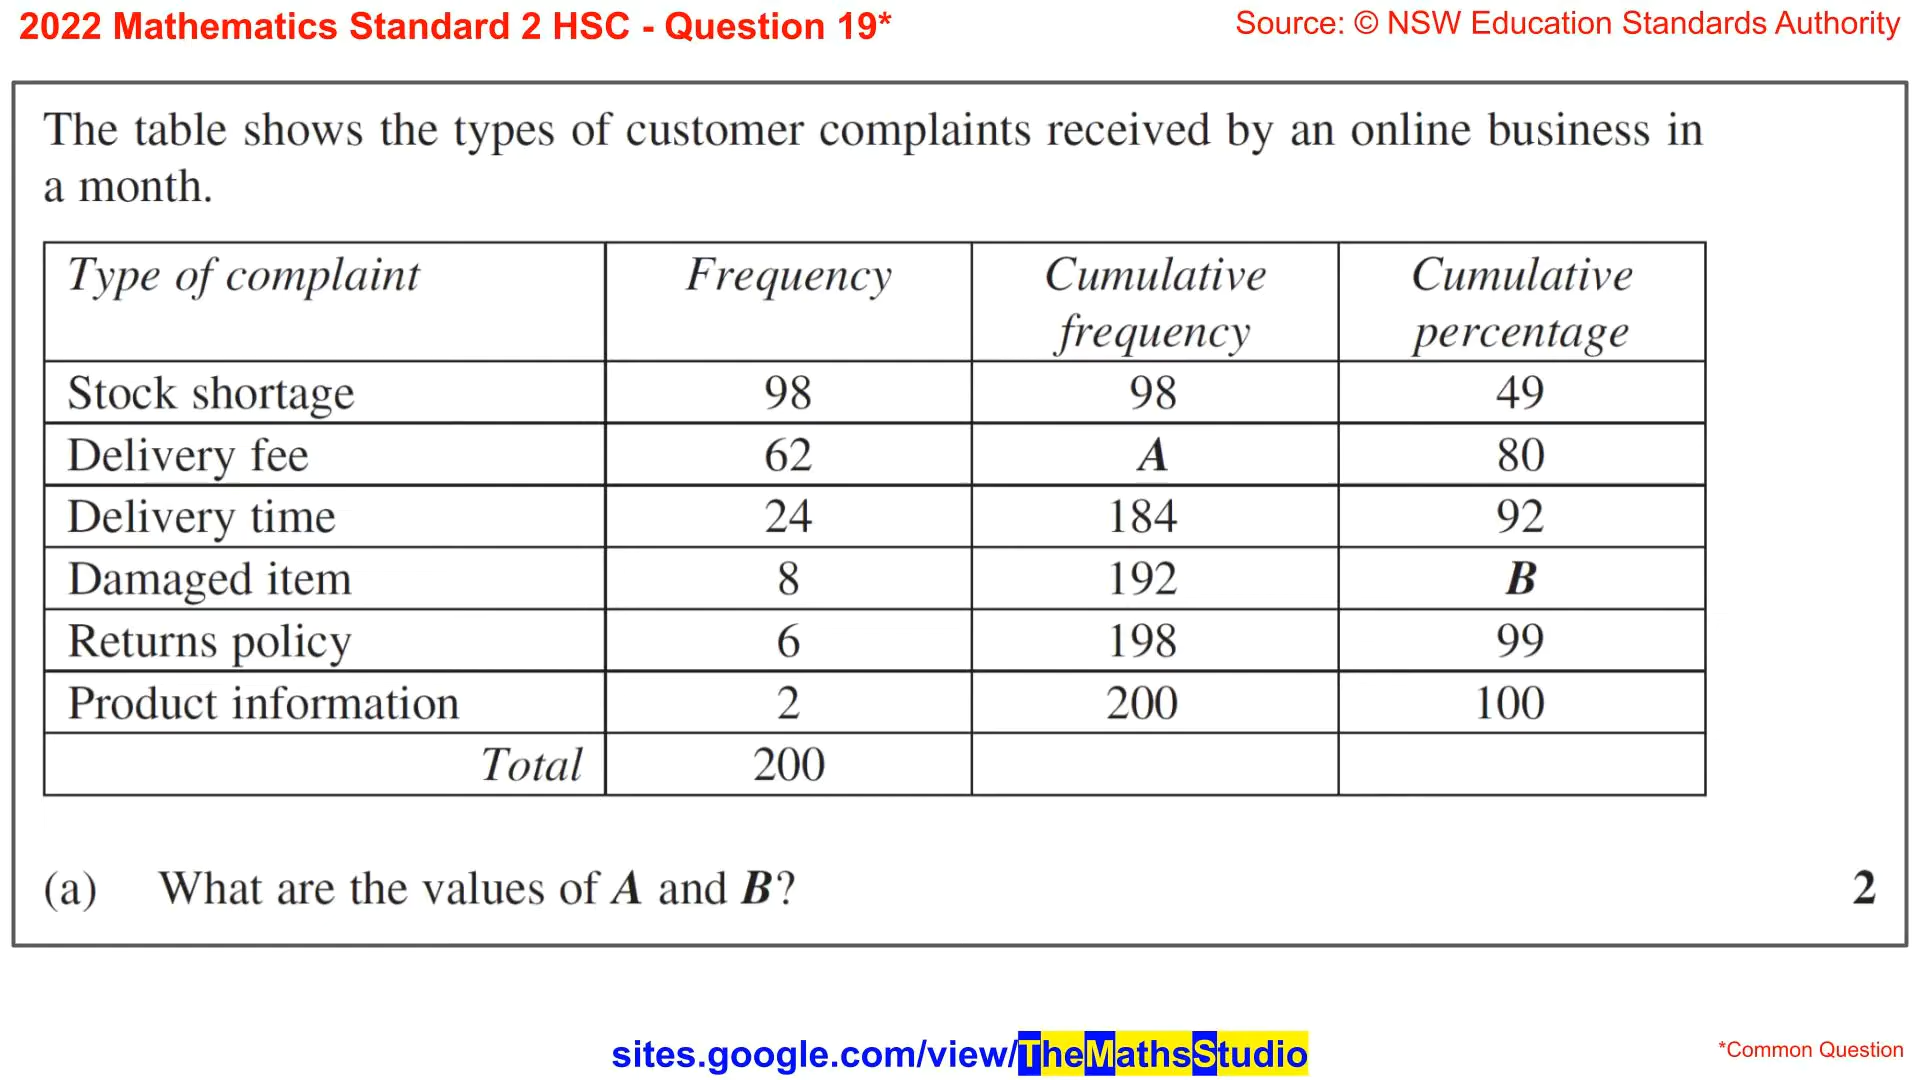 2022 Mathematics Standard 2 HSC - Question 19*
Source: © NSW Education Standards Authority
The table shows the types of customer complaints received by an online business in
a month.
Type of complaint Frequency Cumulative frequency Cumulative percentage
Stock shortage 98 98 49
Delivery fee 62 A 80
Delivery time 24 184 92
Damaged item 8 192 B
Returns policy 6 198 99
Product information 2 200 100
Total 200
(a) What are the values of A and B? 2
sites.google.com/view/TheMathsStudio
*Common Question